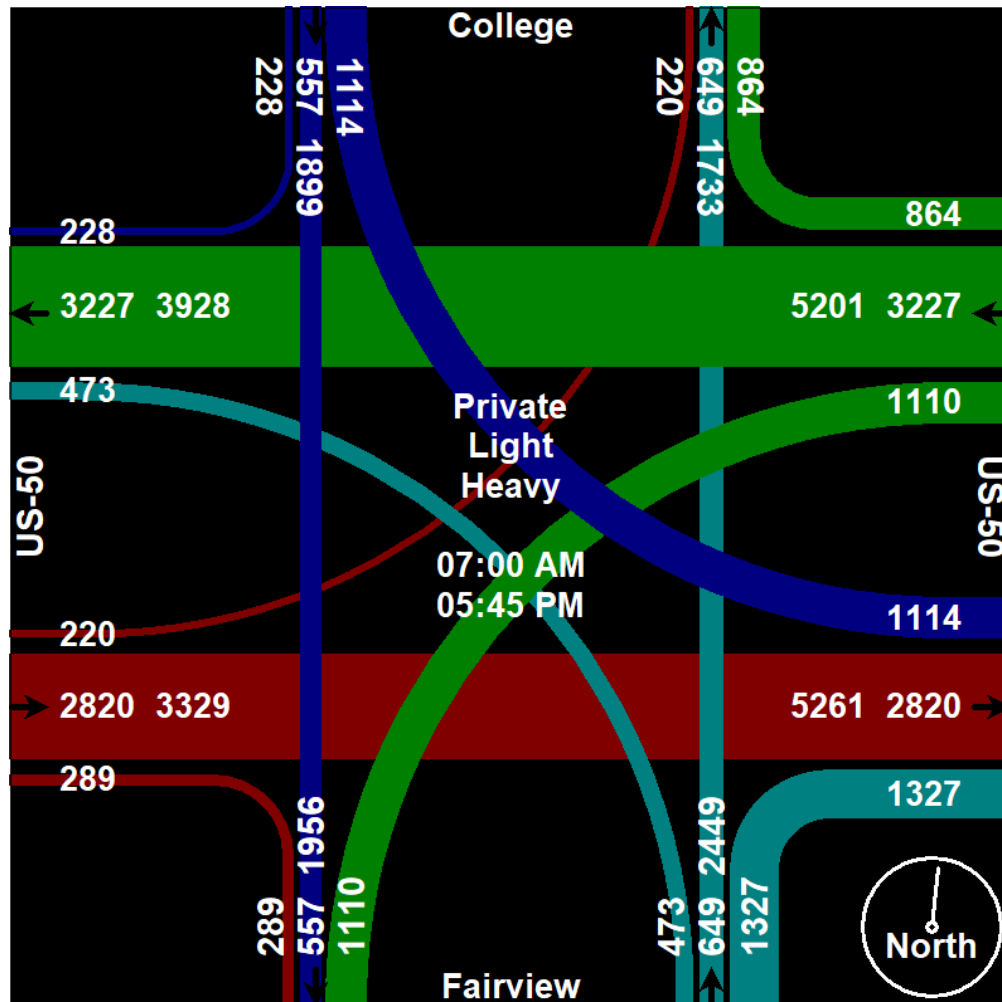 College
228
557 1899
1114
220
649 1733
864
228
864
3227 3928
5201 3227
473
1110
Private
Light
Heavy
US-50
US-50
07:00 AM
05:45 PM
220
1114
2820 3329
5261 2820
289
1327
289
557 1956
1110
473
649 2449
1327
North
Fairview